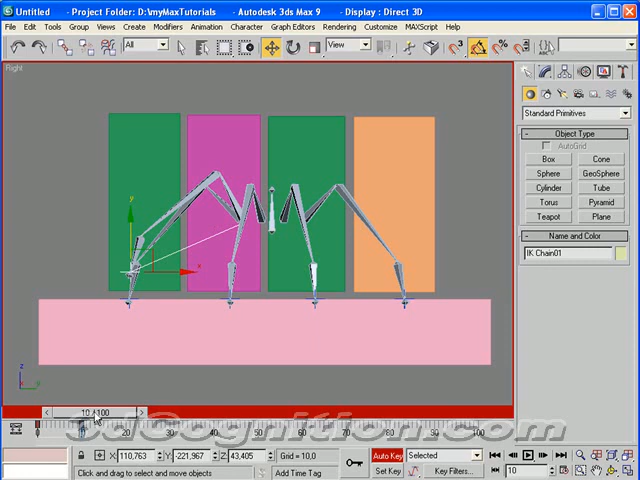 Untitled - Project Folder: D:\myMaxTutorials - Autodesk 3ds Max 9 - Display : Direct 3D
File Edit Tools Group Views Create Modifiers Animation Character Graph Editors Rendering Customize MAXScript Help
All View
Right
Standard Primitives
- Object Type
AutoGrid
Box Cone
Sphere GeoSphere
Cylinder Tube
Torus Pyramid
Teapot Plane
- Name and Color
IK Chain01
y
x
z
x y
< 10 / 100 >
20 30 40 50 60 70 80 90 100
3dCognition.com
X: 110,763 Y: -221,967 Z: 43,405 Grid = 10,0 Auto Key Selected
Click and drag to select and move objects Add Time Tag Set Key Key Filters... 10